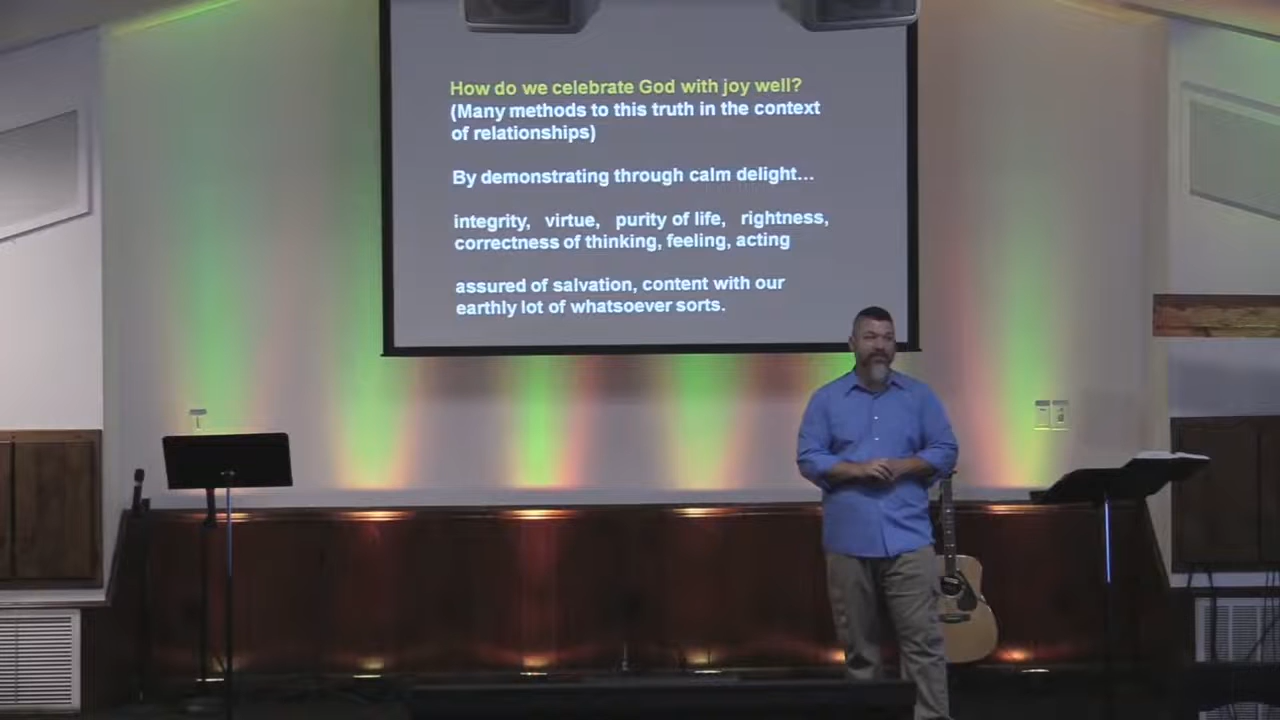 How do we celebrate God with joy well?
(Many methods to this truth in the context
of relationships)
By demonstrating through calm delight...
integrity, virtue, purity of life, rightness,
correctness of thinking, feeling, acting
assured of salvation, content with our
earthly lot of whatsoever sorts.